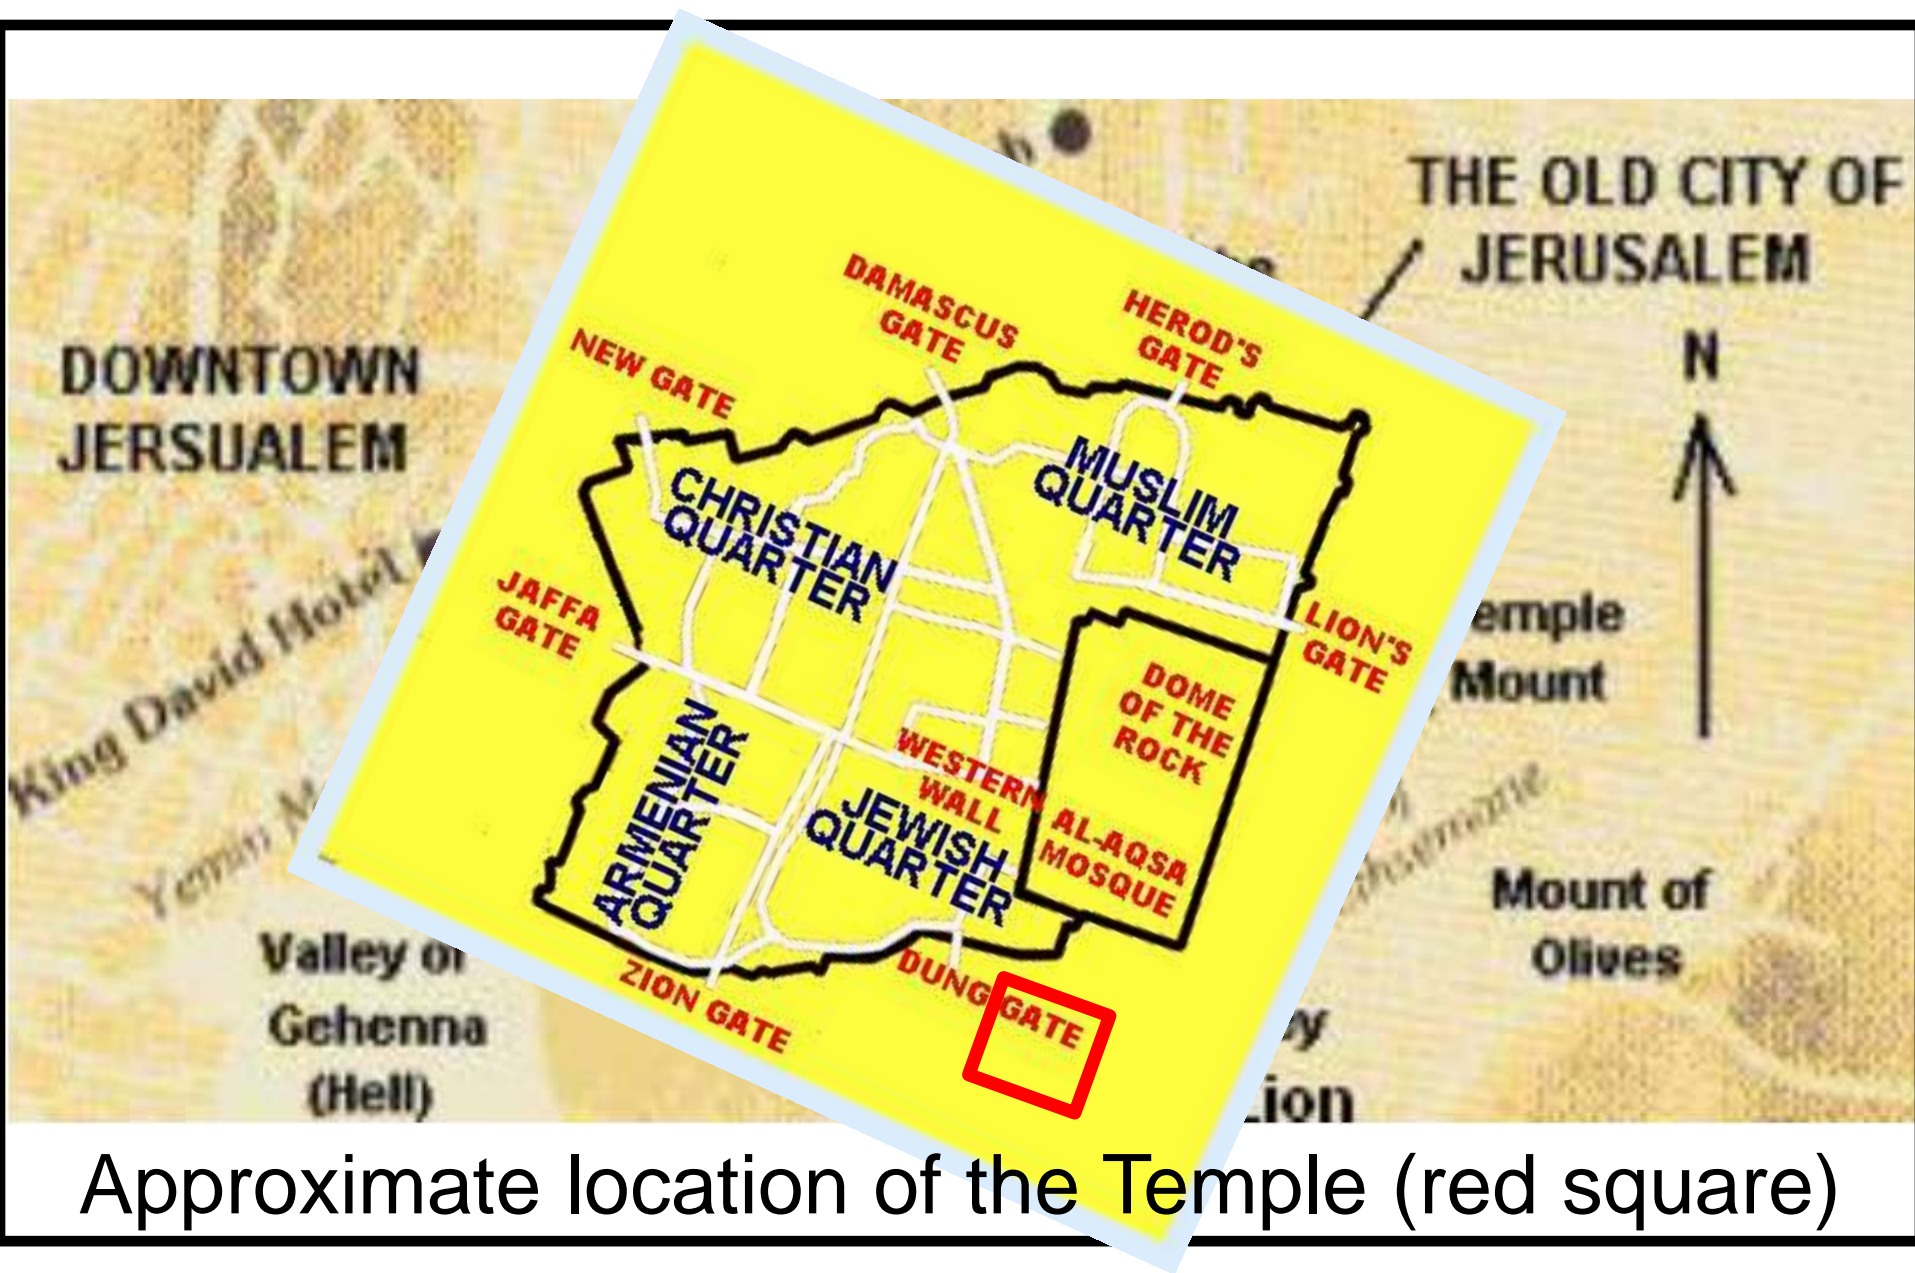 THE OLD CITY OF
JERUSALEM
N
DOWNTOWN
JERSUALEM
DAMASCUS
GATE
HEROD'S
GATE
NEW GATE
MUSLIM
QUARTER
CHRISTIAN
QUARTER
JAFFA
GATE
LION'S
GATE
emple
Mount
DOME
OF THE
ROCK
King David Hotel
ARMENIAN
QUARTER
WESTERN
WALL
JEWISH
QUARTER
AL-AQSA
MOSQUE
Mount of
Olives
Valley of
Gehenna
(Hell)
ZION GATE
DUNG GATE
ion
Approximate location of the Temple (red square)